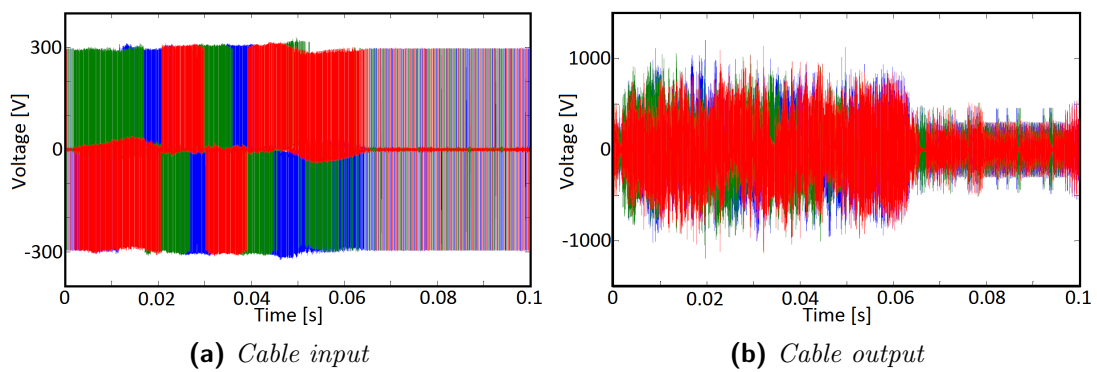 Voltage [V]
300
0
-300
0 0.02 0.04 0.06 0.08 0.1
Time [s]
(a) Cable input
Voltage [V]
1000
0
-1000
0 0.02 0.04 0.06 0.08 0.1
Time [s]
(b) Cable output